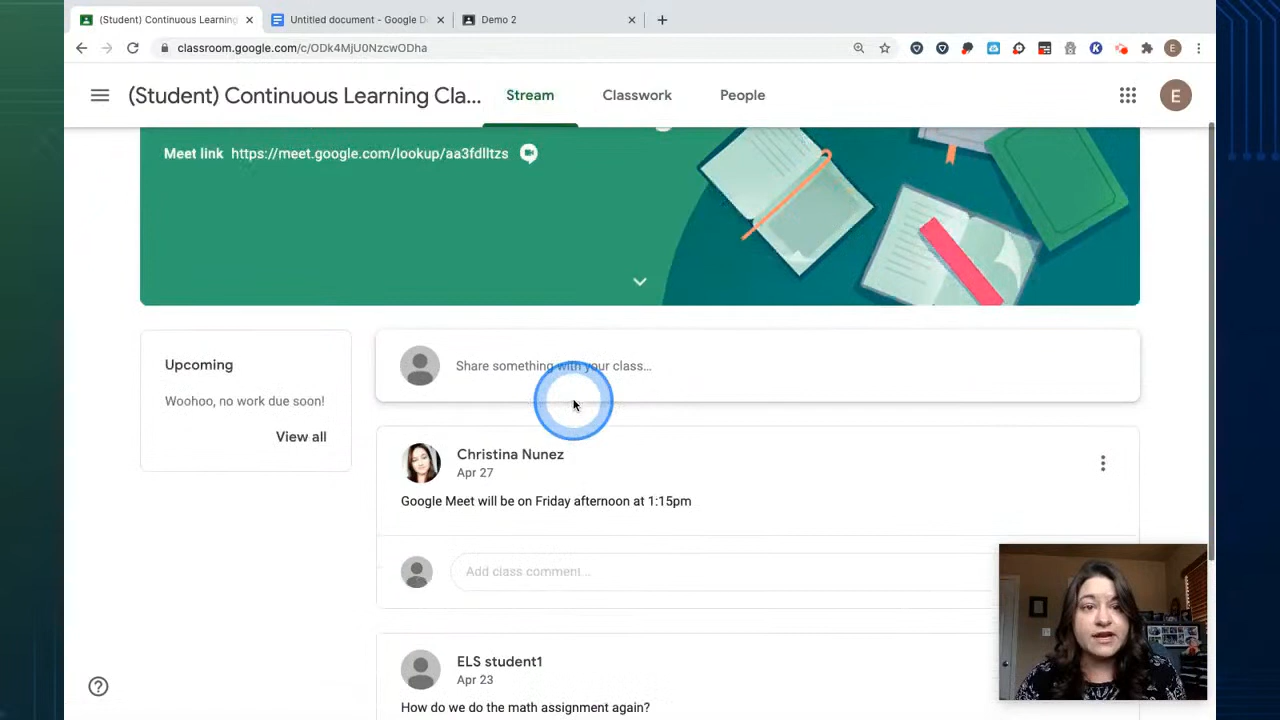 (Student) Continuous Learning
Untitled document - Google D
Demo 2
classroom.google.com/c/ODk4MjU0NzcwODha
K
E
(Student) Continuous Learning Cla...
Stream
Classwork
People
E
Meet link https://meet.google.com/lookup/aa3fdlltzs
Upcoming
Woohoo, no work due soon!
View all
Share something with your class...
Christina Nunez
Apr 27
Google Meet will be on Friday afternoon at 1:15pm
Add class comment...
ELS student1
Apr 23
How do we do the math assignment again?